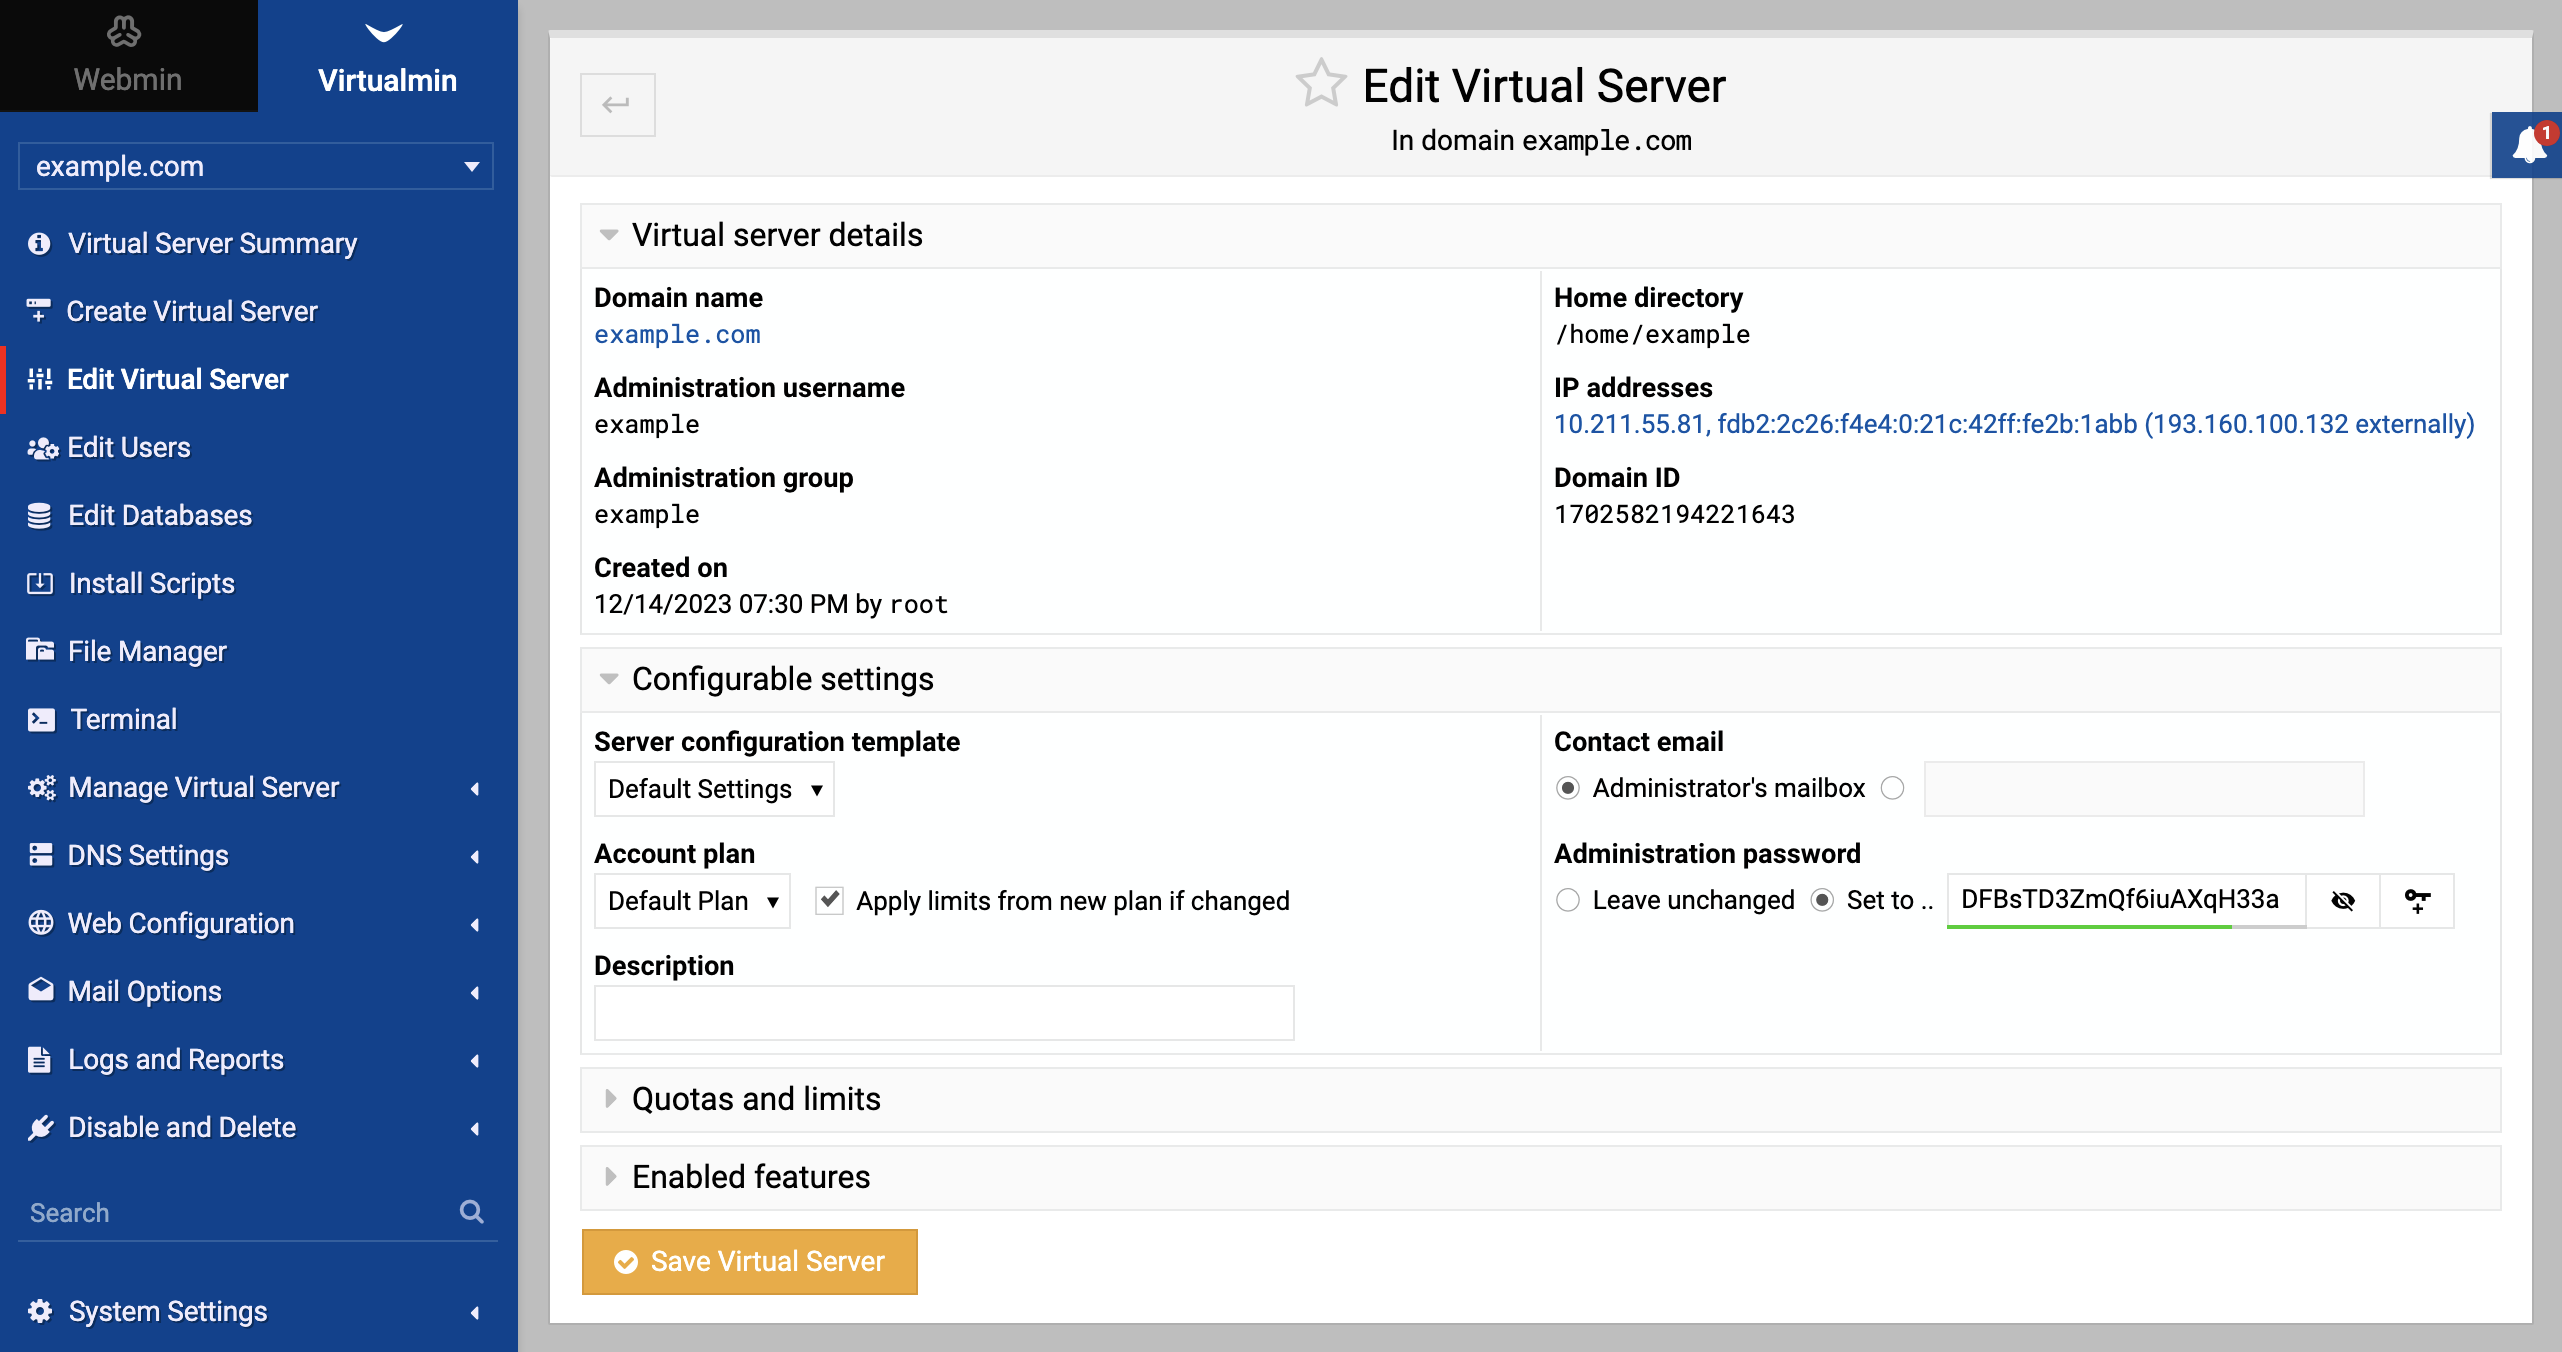 Webmin
Virtualmin
example.com
Virtual Server Summary
Create Virtual Server
Edit Virtual Server
Edit Users
Edit Databases
Install Scripts
File Manager
Terminal
Manage Virtual Server
DNS Settings
Web Configuration
Mail Options
Logs and Reports
Disable and Delete
Search
System Settings
Edit Virtual Server
In domain example.com
1
Virtual server details
Domain name
example.com
Administration username
example
Administration group
example
Created on
12/14/2023 07:30 PM by root
Home directory
/home/example
IP addresses
10.211.55.81, fdb2:2c26:f4e4:0:21c:42ff:fe2b:1abb (193.160.100.132 externally)
Domain ID
1702582194221643
Configurable settings
Server configuration template
Default Settings
Account plan
Default Plan Apply limits from new plan if changed
Description
Contact email
Administrator's mailbox
Administration password
Leave unchanged Set to .. DFBsTD3ZmQf6iuAXqH33a
Quotas and limits
Enabled features
Save Virtual Server